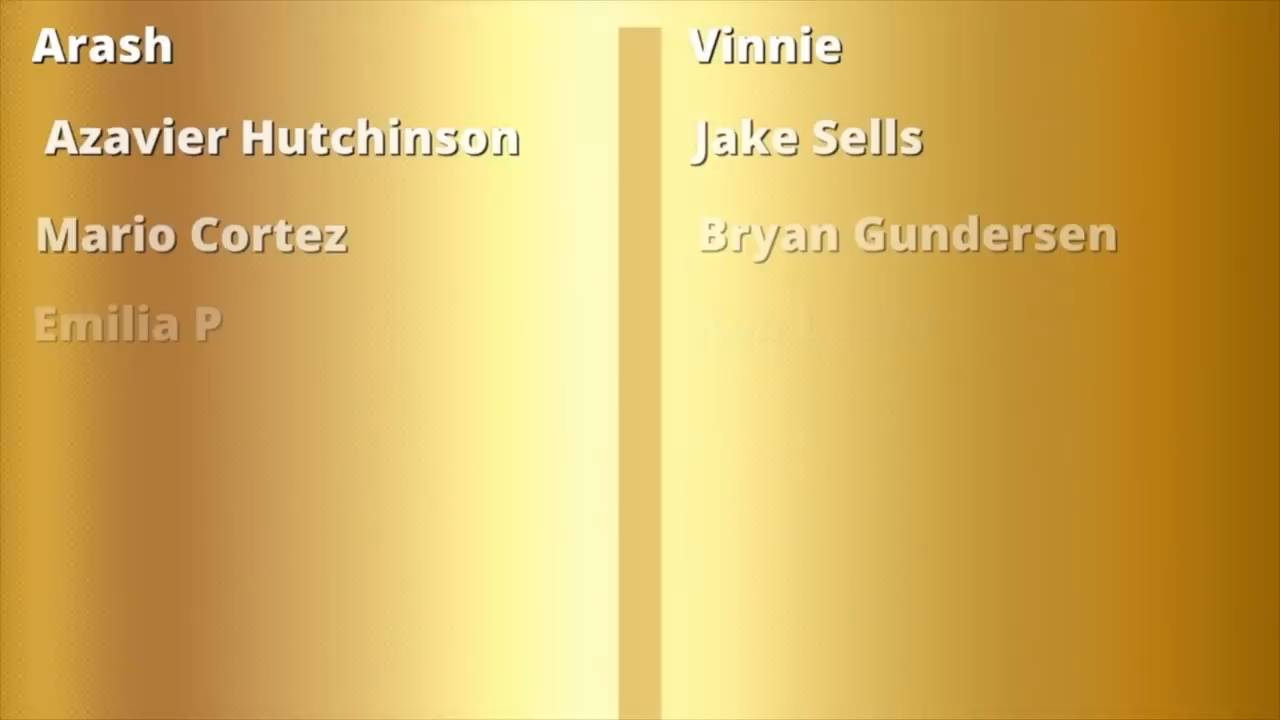 Arash
Azavier Hutchinson
Mario Cortez
Emilia P
Vinnie
Jake Sells
Bryan Gundersen